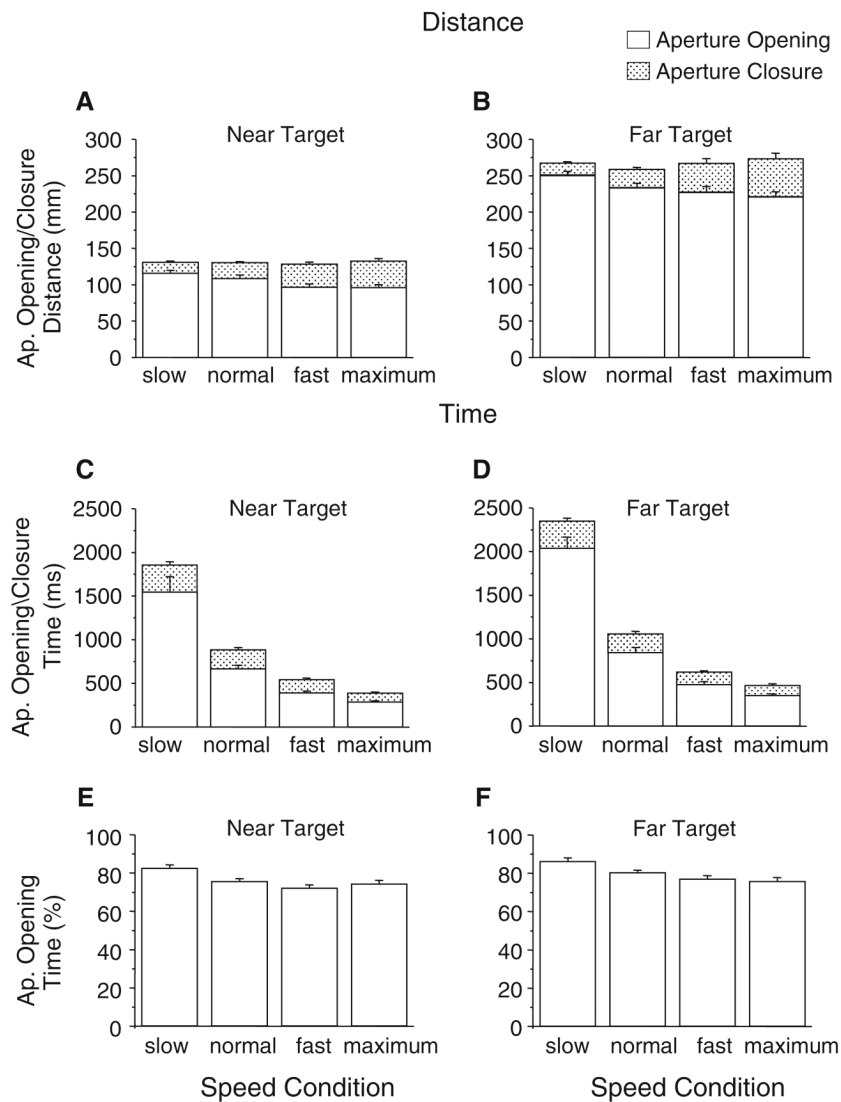 Distance
Aperture Opening
Aperture Closure
A
Near Target
Ap. Opening/Closure
Distance (mm)
300
250
200
150
100
50
0
slow normal fast maximum
B
Far Target
300
250
200
150
100
50
0
slow normal fast maximum
Time
C
Near Target
Ap. Opening\Closure
Time (ms)
2500
2000
1500
1000
500
0
slow normal fast maximum
D
Far Target
2500
2000
1500
1000
500
0
slow normal fast maximum
E
Near Target
Ap. Opening
Time (%)
100
80
60
40
20
0
slow normal fast maximum
Speed Condition
F
Far Target
100
80
60
40
20
0
slow normal fast maximum
Speed Condition